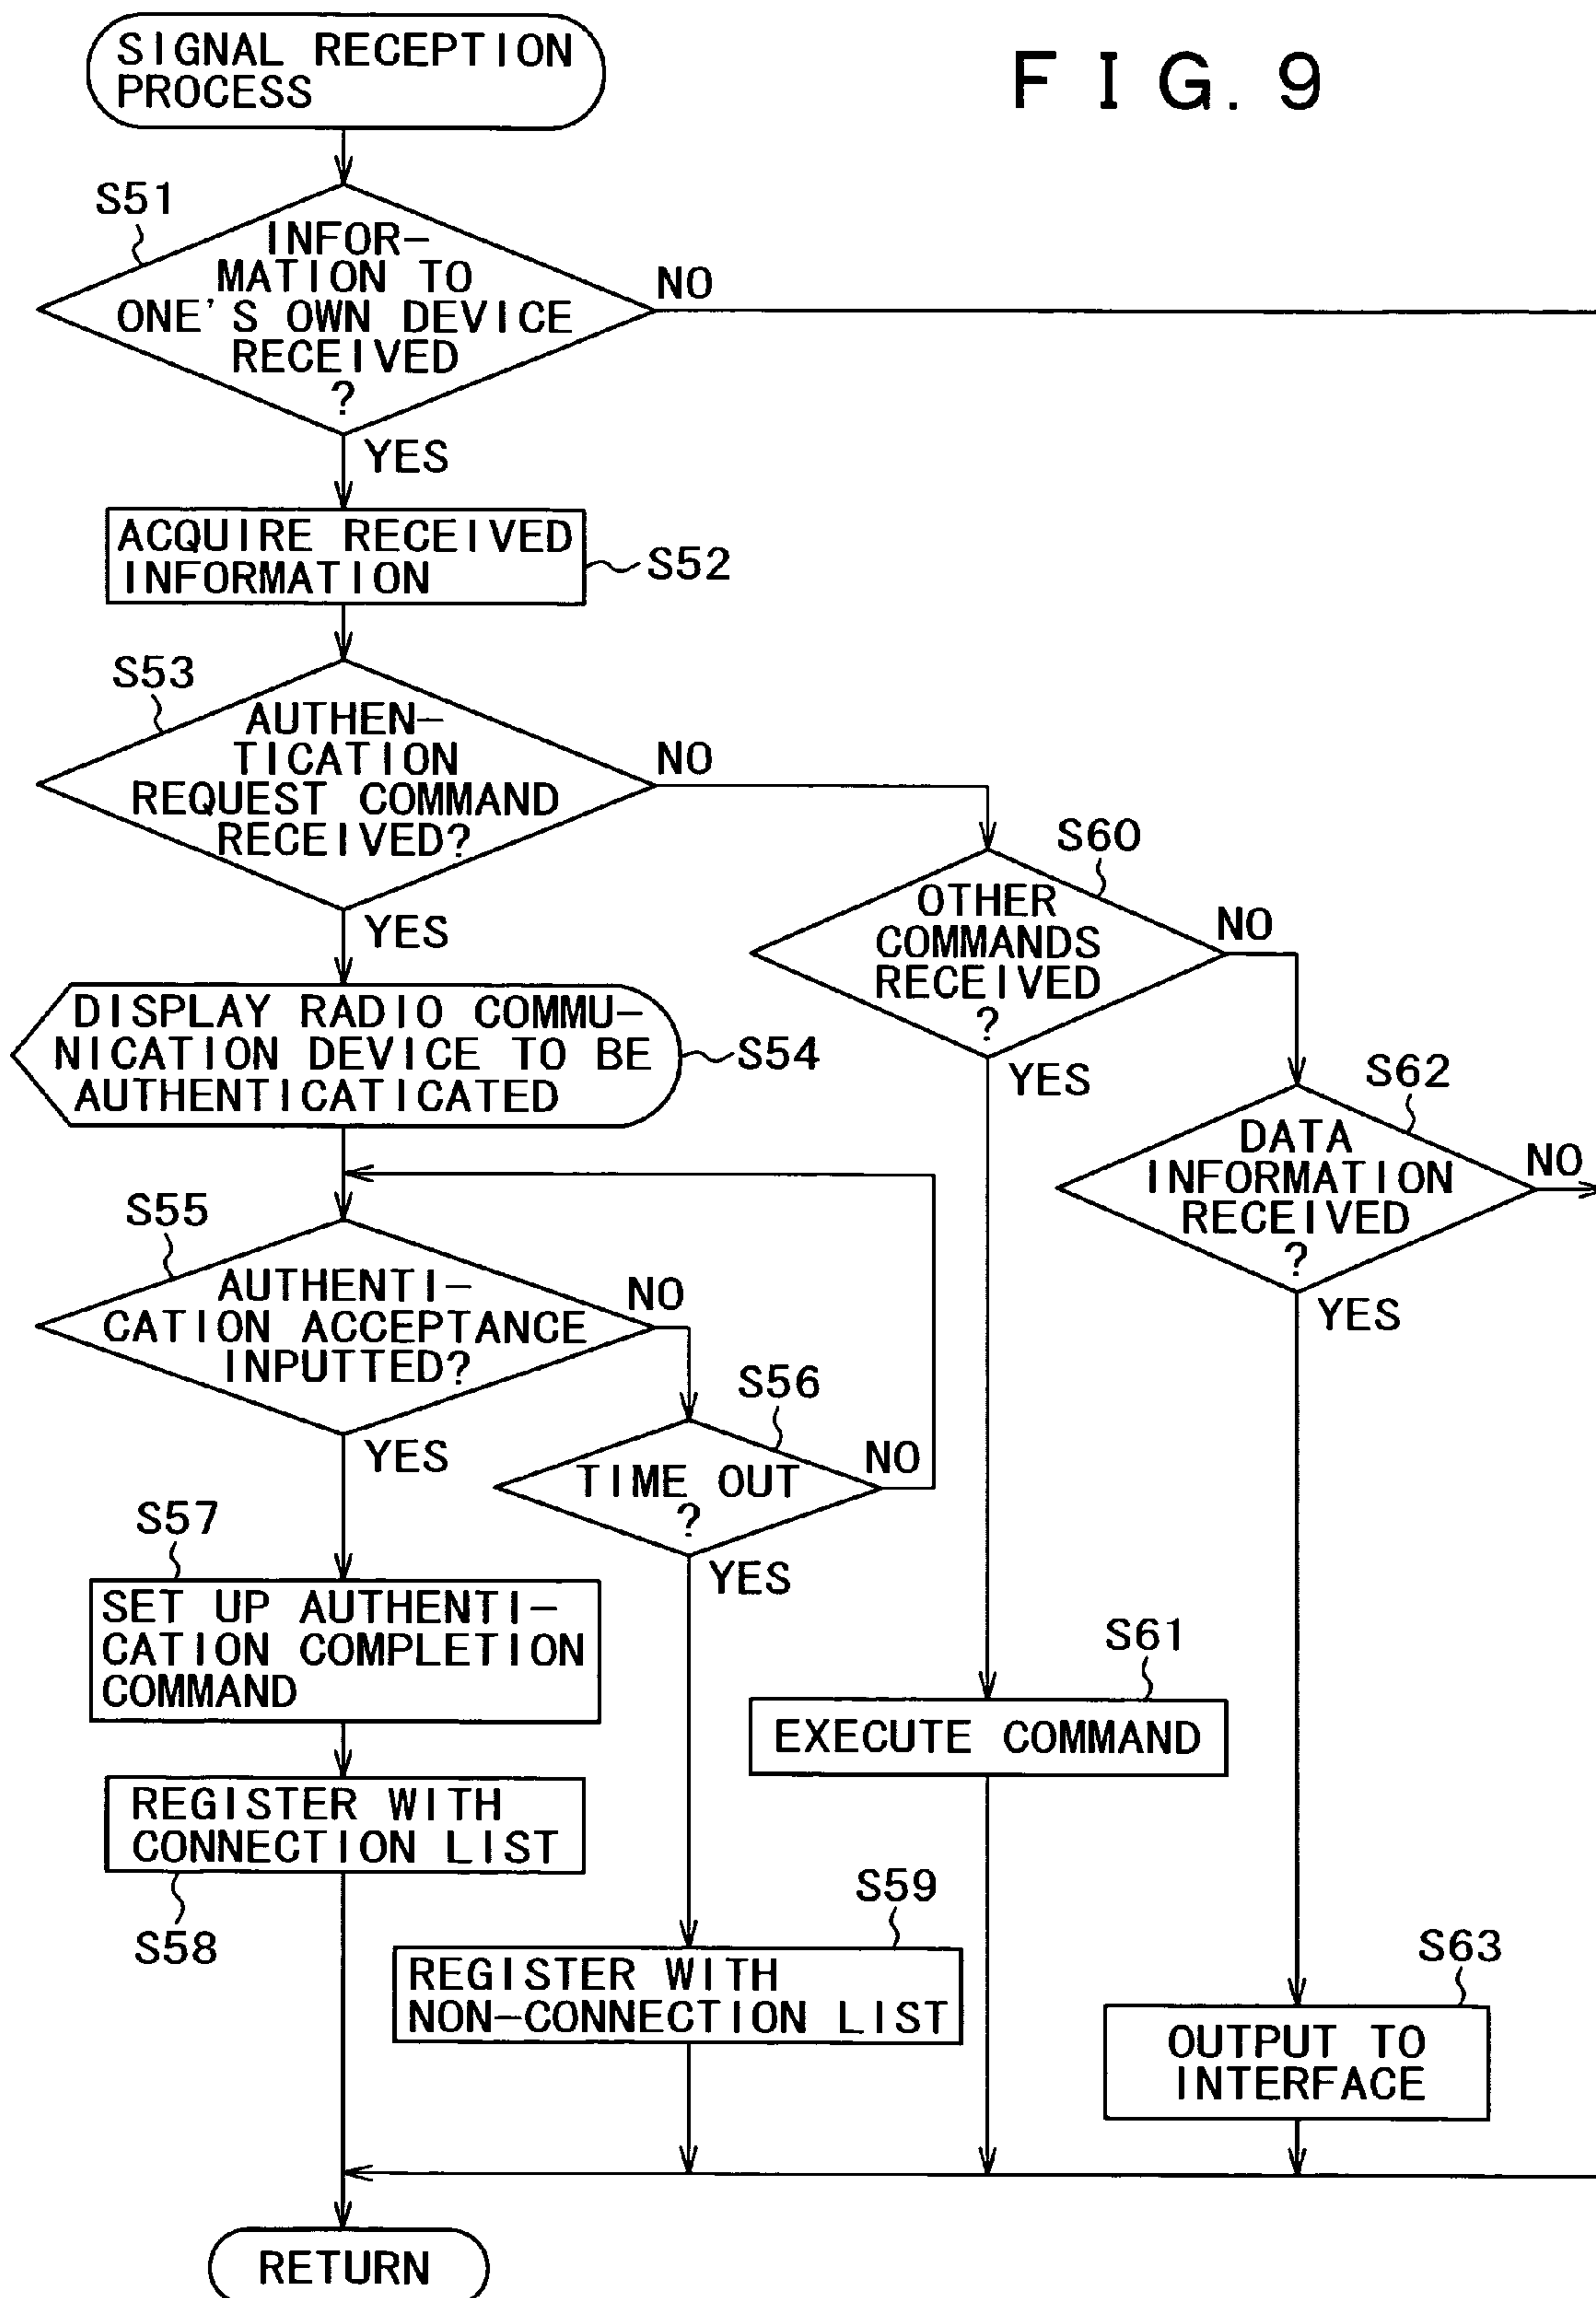 FIG. 9
SIGNAL RECEPTION
PROCESS
S51
INFOR-
MATION TO
ONE'S OWN DEVICE
RECEIVED
?
NO
YES
ACQUIRE RECEIVED
INFORMATION
S52
S53
AUTHEN-
TICATION
REQUEST COMMAND
RECEIVED?
NO
YES
S60
OTHER
COMMANDS
RECEIVED
?
NO
YES
DISPLAY RADIO COMMU-
NICATION DEVICE TO BE
AUTHENTICATICATED
S54
S62
DATA
INFORMATION
RECEIVED
?
NO
YES
S55
AUTHENTI-
CATION ACCEPTANCE
INPUTTED?
NO
YES
S56
TIME OUT
?
NO
YES
S57
SET UP AUTHENTI-
CATION COMPLETION
COMMAND
S61
EXECUTE COMMAND
REGISTER WITH
CONNECTION LIST
S58
S59
REGISTER WITH
NON-CONNECTION LIST
S63
OUTPUT TO
INTERFACE
RETURN